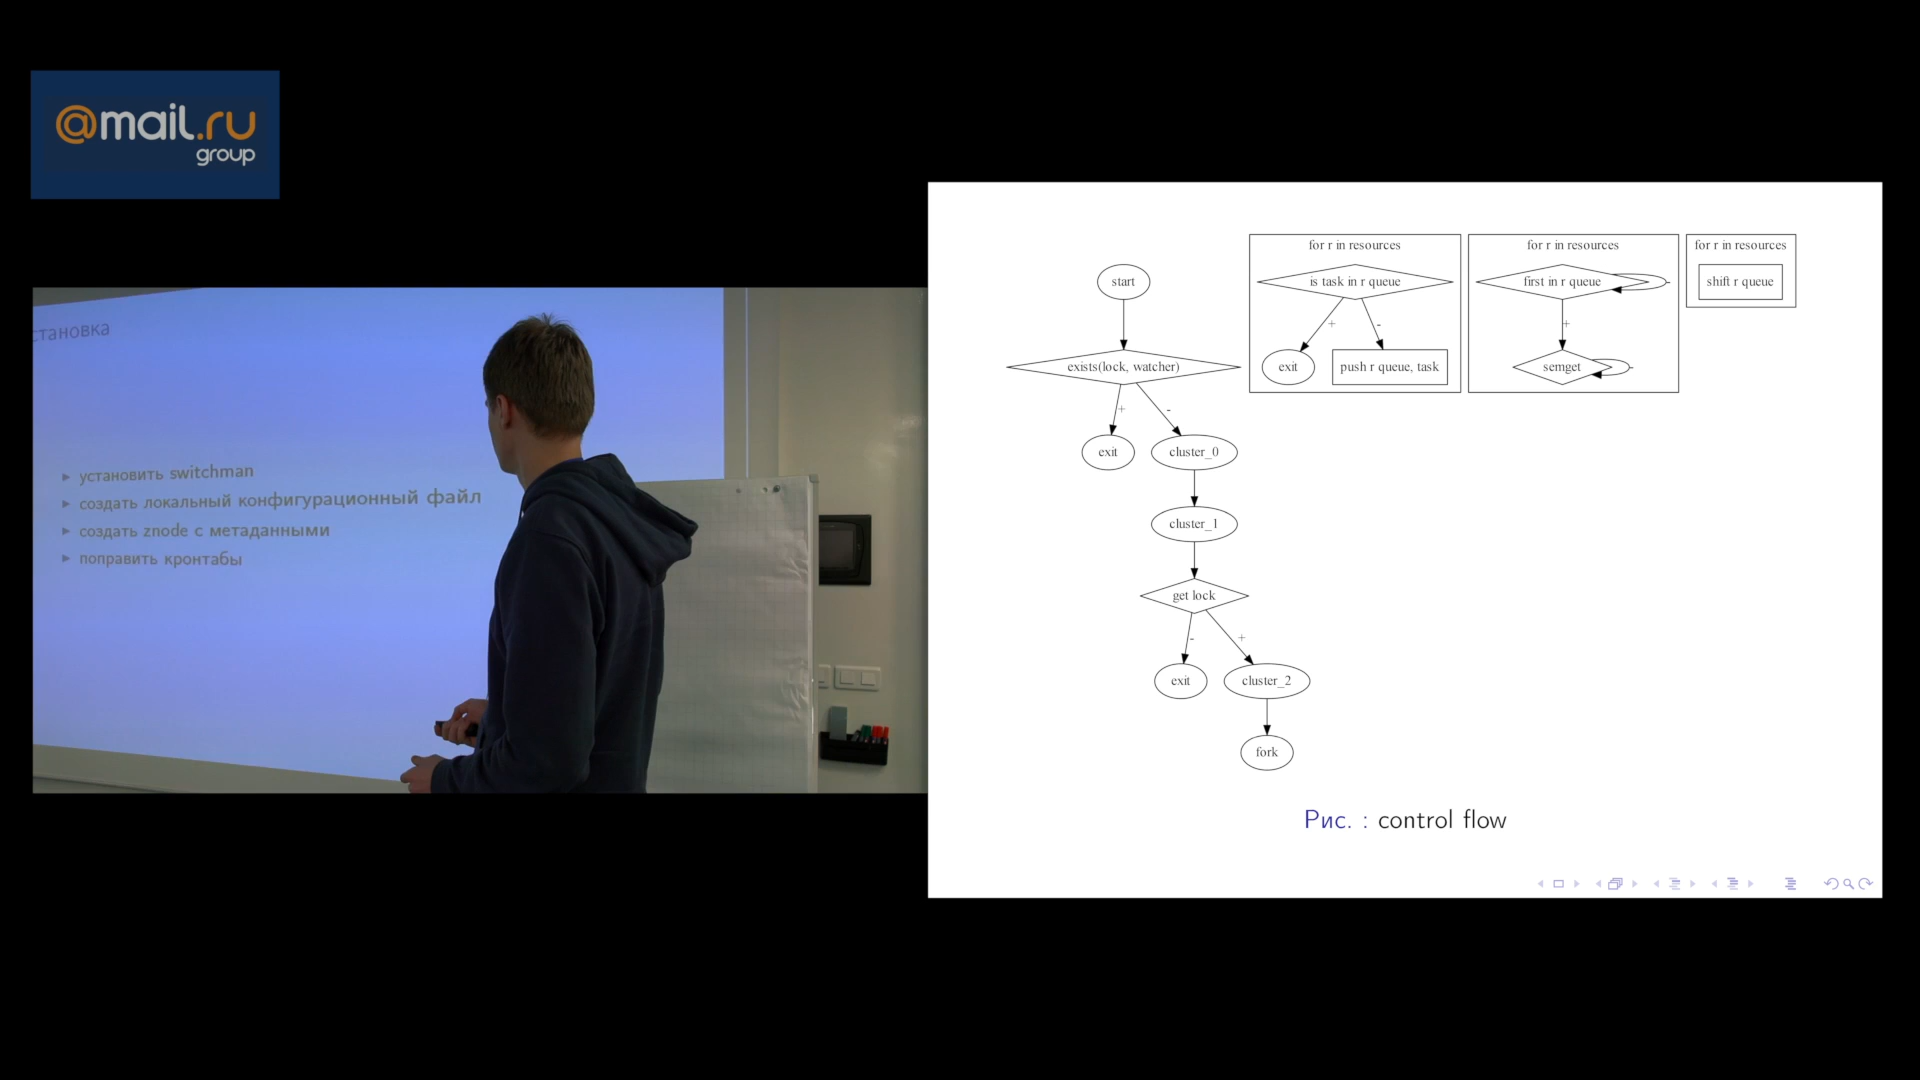 @mail.ru
group
становка
► установить switchman
► создать локальный конфигурационный файл
► создать znode с метаданными
► поправить кронтабы
start
exists(lock, watcher)
+
-
exit
cluster_0
cluster_1
get lock
-
+
exit
cluster_2
fork
for r in resources
is task in r queue
+
-
exit
push r queue, task
for r in resources
first in r queue
-
+
semget
-
for r in resources
shift r queue
Рис. : control flow